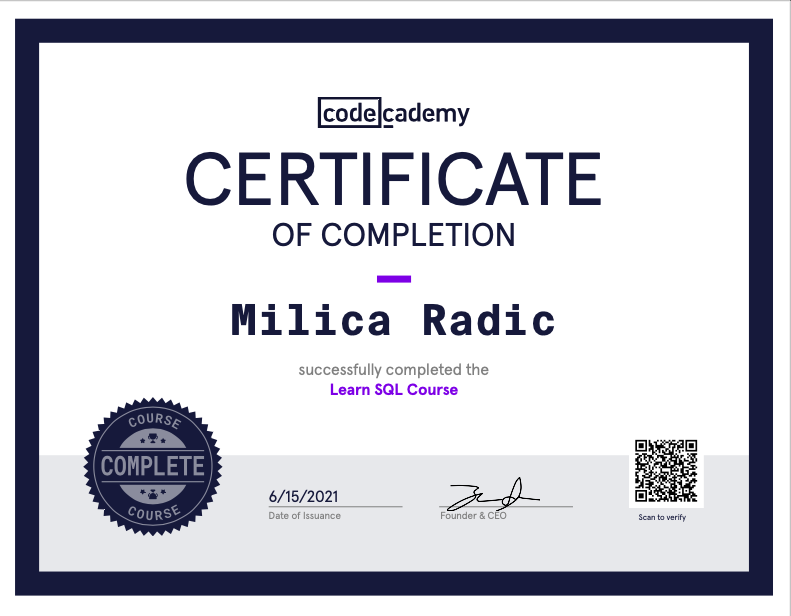 codecademy
CERTIFICATE
OF COMPLETION
Milica Radic
successfully completed the
Learn SQL Course
COURSE
COMPLETE
COURSE
6/15/2021
Date of Issuance
Founder & CEO
Scan to verify